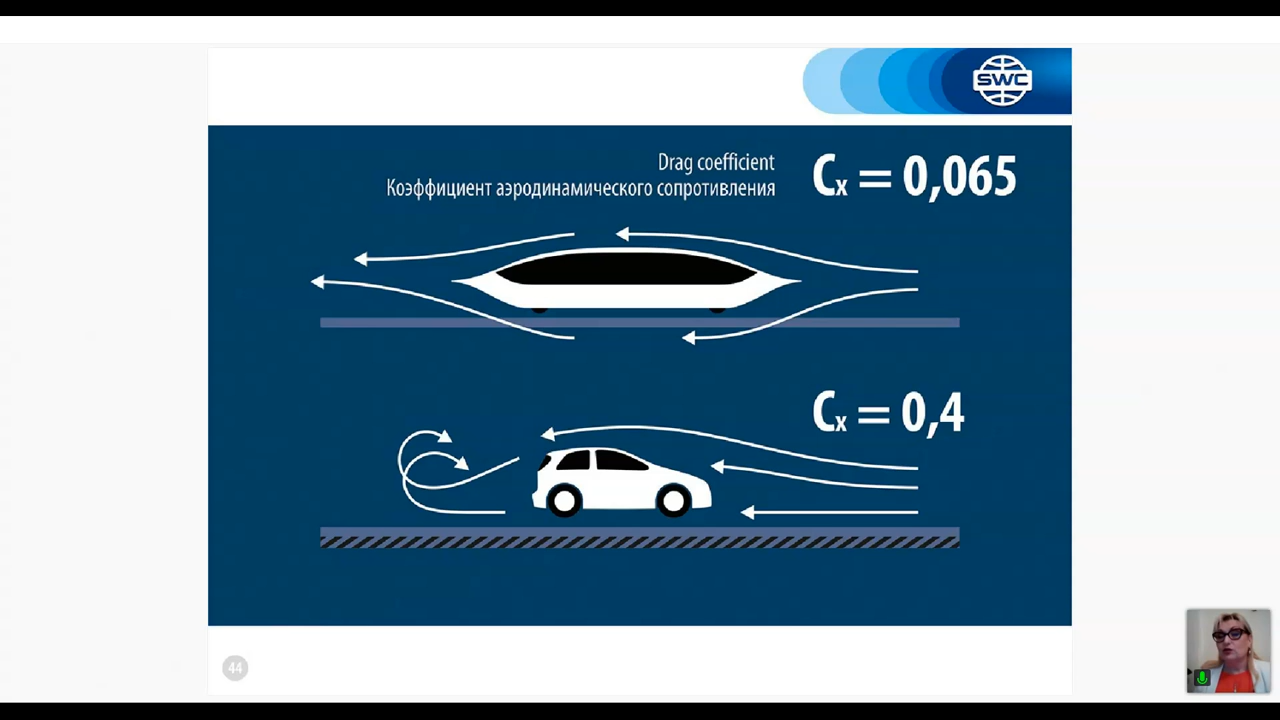 SWC
Drag coefficient
Коэффициент аэродинамического сопротивления
Cx = 0,065
Cx = 0,4
44